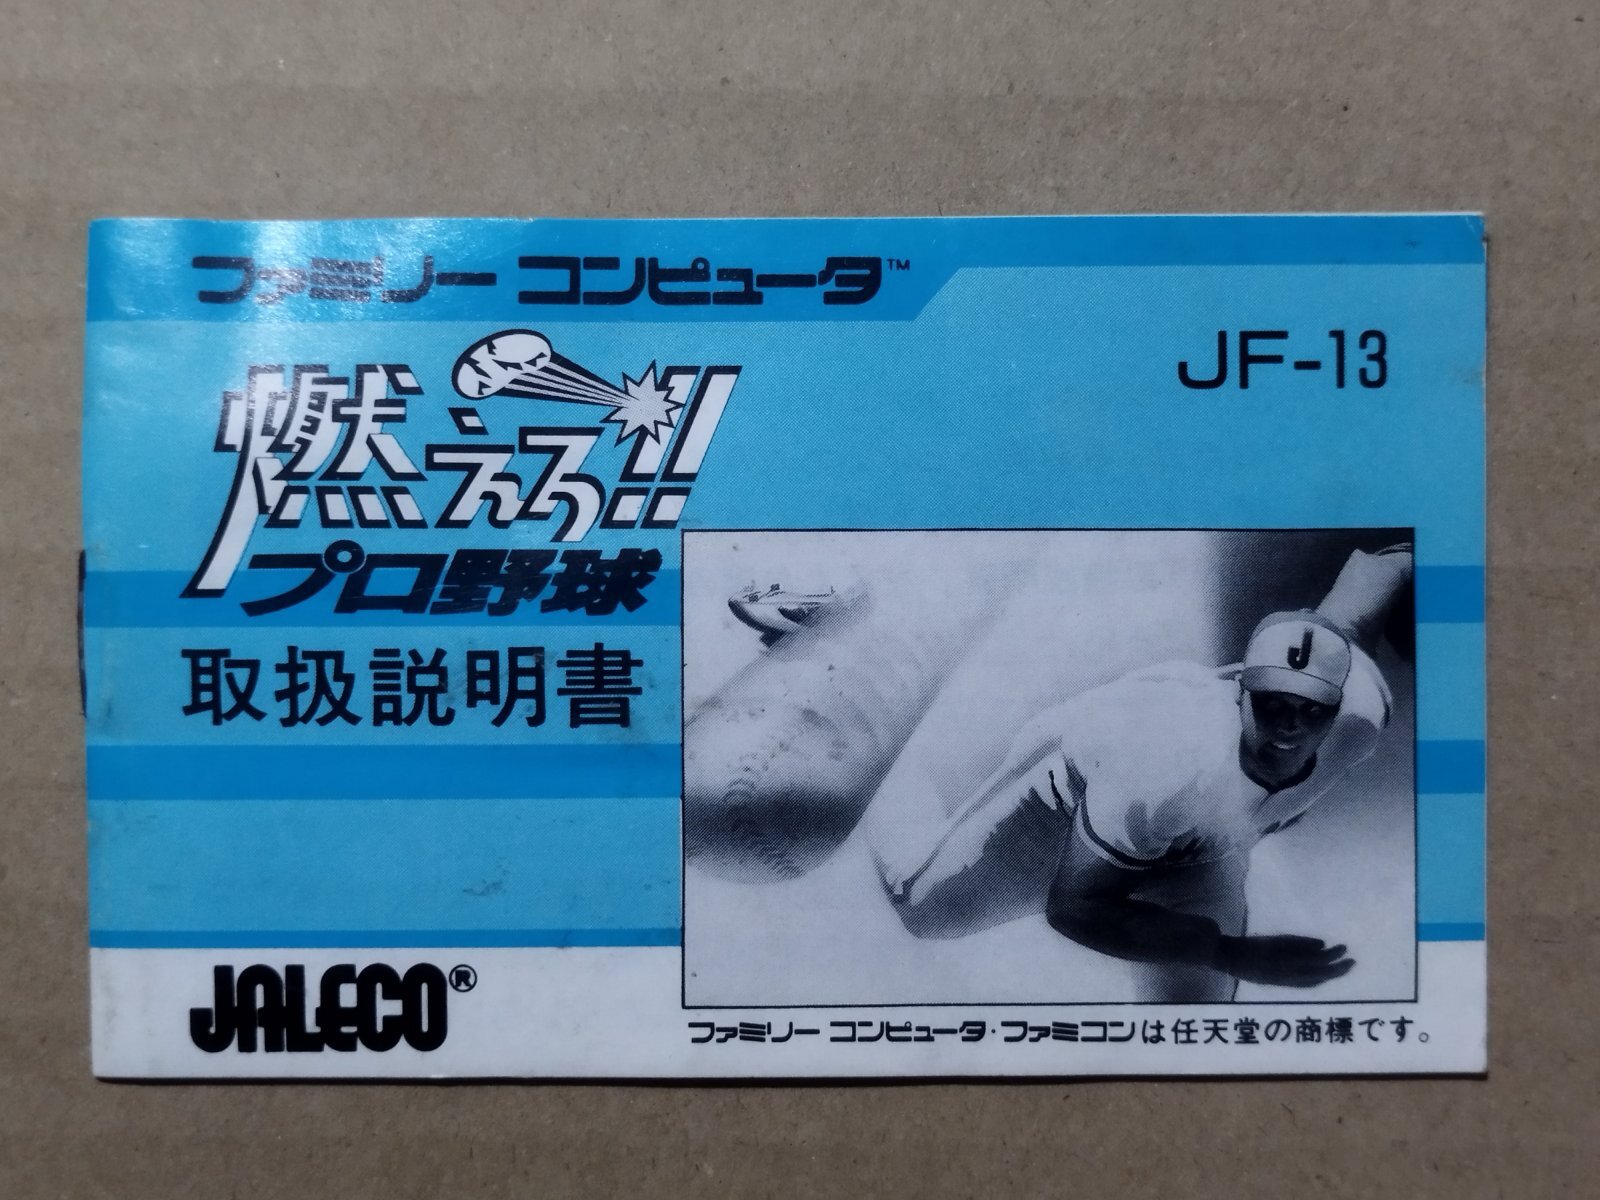 ファミリー コンピュータ™
JF-13
燃えろ!!
プロ野球
取扱説明書
J
JALECO®
ファミリー コンピュータ・ファミコンは任天堂の商標です。